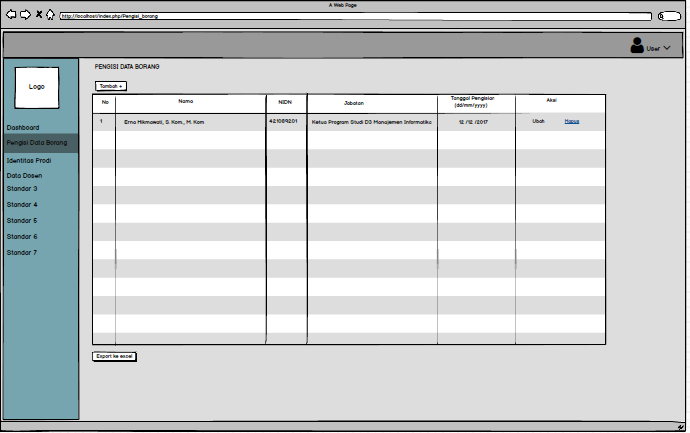 A Web Page
http://localhost/index.php/Pengisi_borang
User
Logo
Dashboard
Pengisi Data Borang
Identitas Prodi
Data Dosen
Standar 3
Standar 4
Standar 5
Standar 6
Standar 7
PENGISI DATA BORANG
Tambah +
No Nama NIDN Jabatan Tanggal Pengisian (dd/mm/yyyy) Aksi
1 Erna Hikmawati, S. Kom., M. Kom 421089201 Ketua Program Studi D3 Manajemen Informatika 12 /12 /2017 Ubah Hapus
Export ke excel